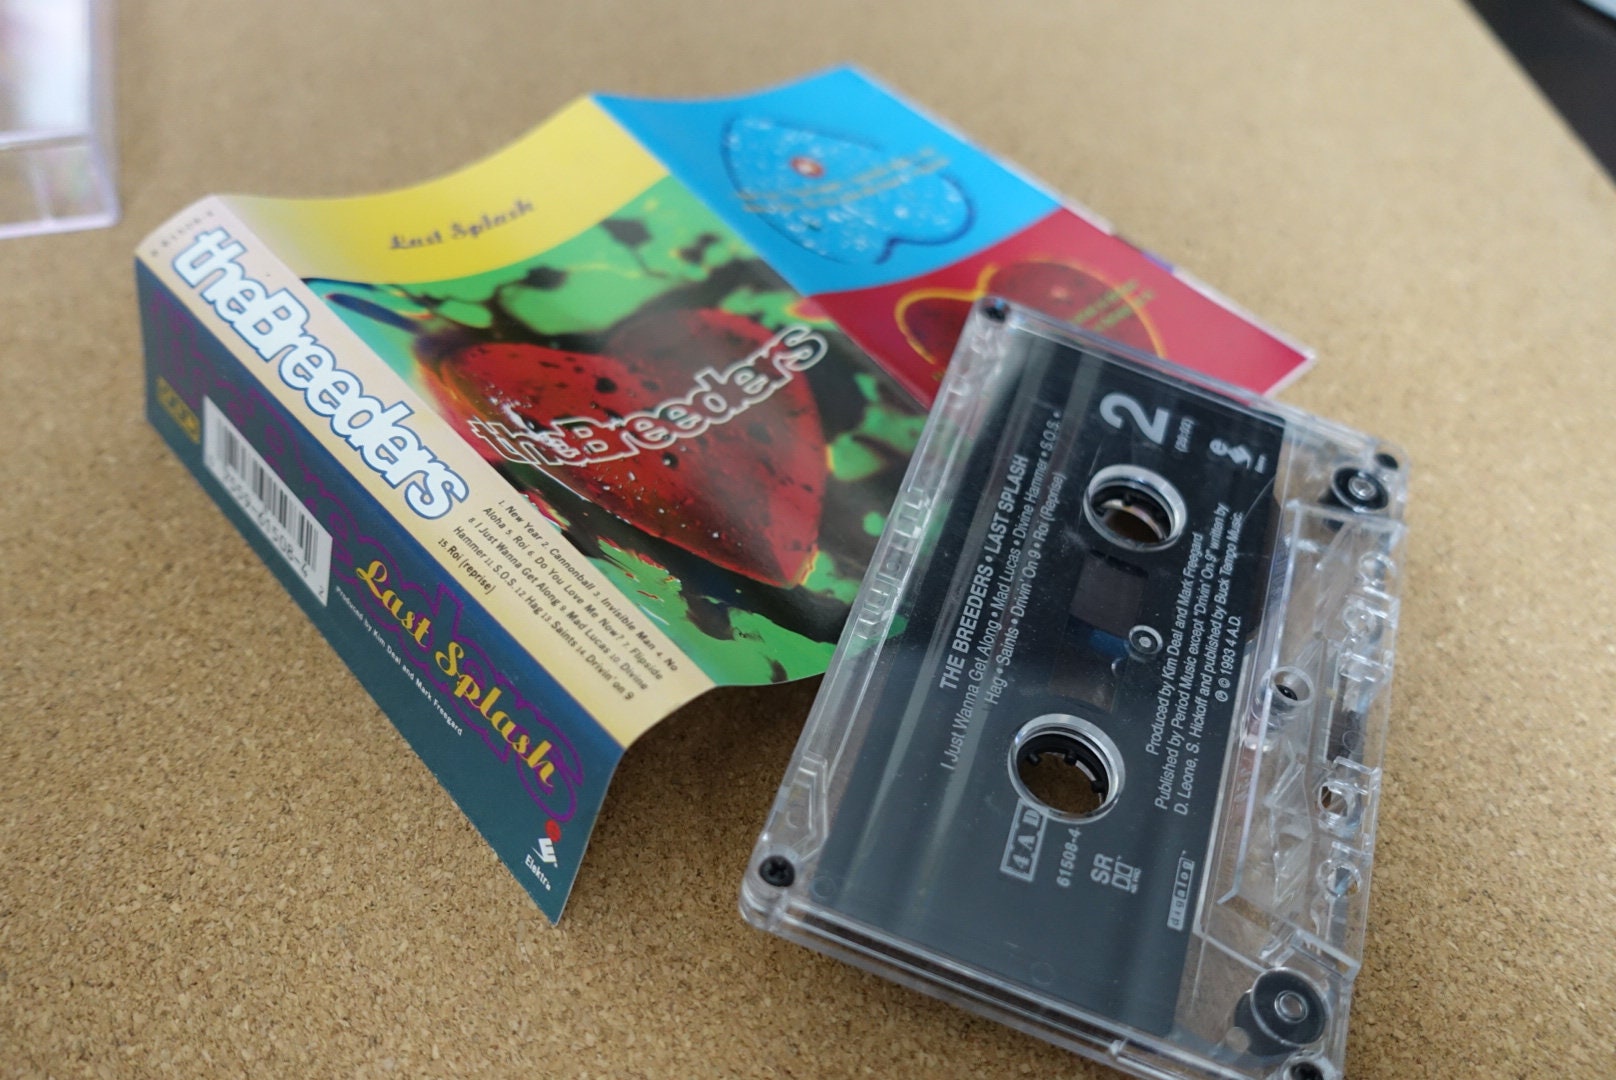 theBreeders
Last Splash
theBreeders
1. New Year 2. Cannonball 3. Invisible Man 4. No
Aloha 5. Roi 6. Do You Love Me Now? 7. Flipside
8. I Just Wanna Get Along 9. Mad Lucas 10. Divine
Hammer 11. S.O.S. 12. Hag 13. Saints 14. Drivin' on 9
15. Roi (reprise)
the Breeders
Last Splash
Produced by Kim Deal and Mark Freegard
Elektra
2
THE BREEDERS • LAST SPLASH
I Just Wanna Get Along • Mad Lucas • Divine Hammer • S.O.S. •
Hag • Saints • Drivin' On 9 • Roi (Reprise)
Produced by Kim Deal and Mark Freegard
Published by Period Music except "Drivin' On 9" written by
D. Leone, S. Hickoff and published by Buck Tempo Music.
℗ © 1993 4 A.D.
4AD
61508-4
SR
digalog